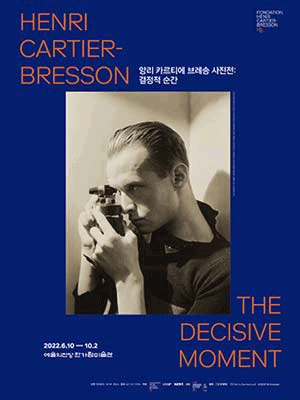 HENRI
CARTIER-
BRESSON
FONDATION
HENRI
CARTIER-
BRESSON
앙리 카르티에 브레송 사진전:
결정적 순간
THE
DECISIVE
MOMENT
2022.6.10 — 10.2
예술의전당 한가람미술관